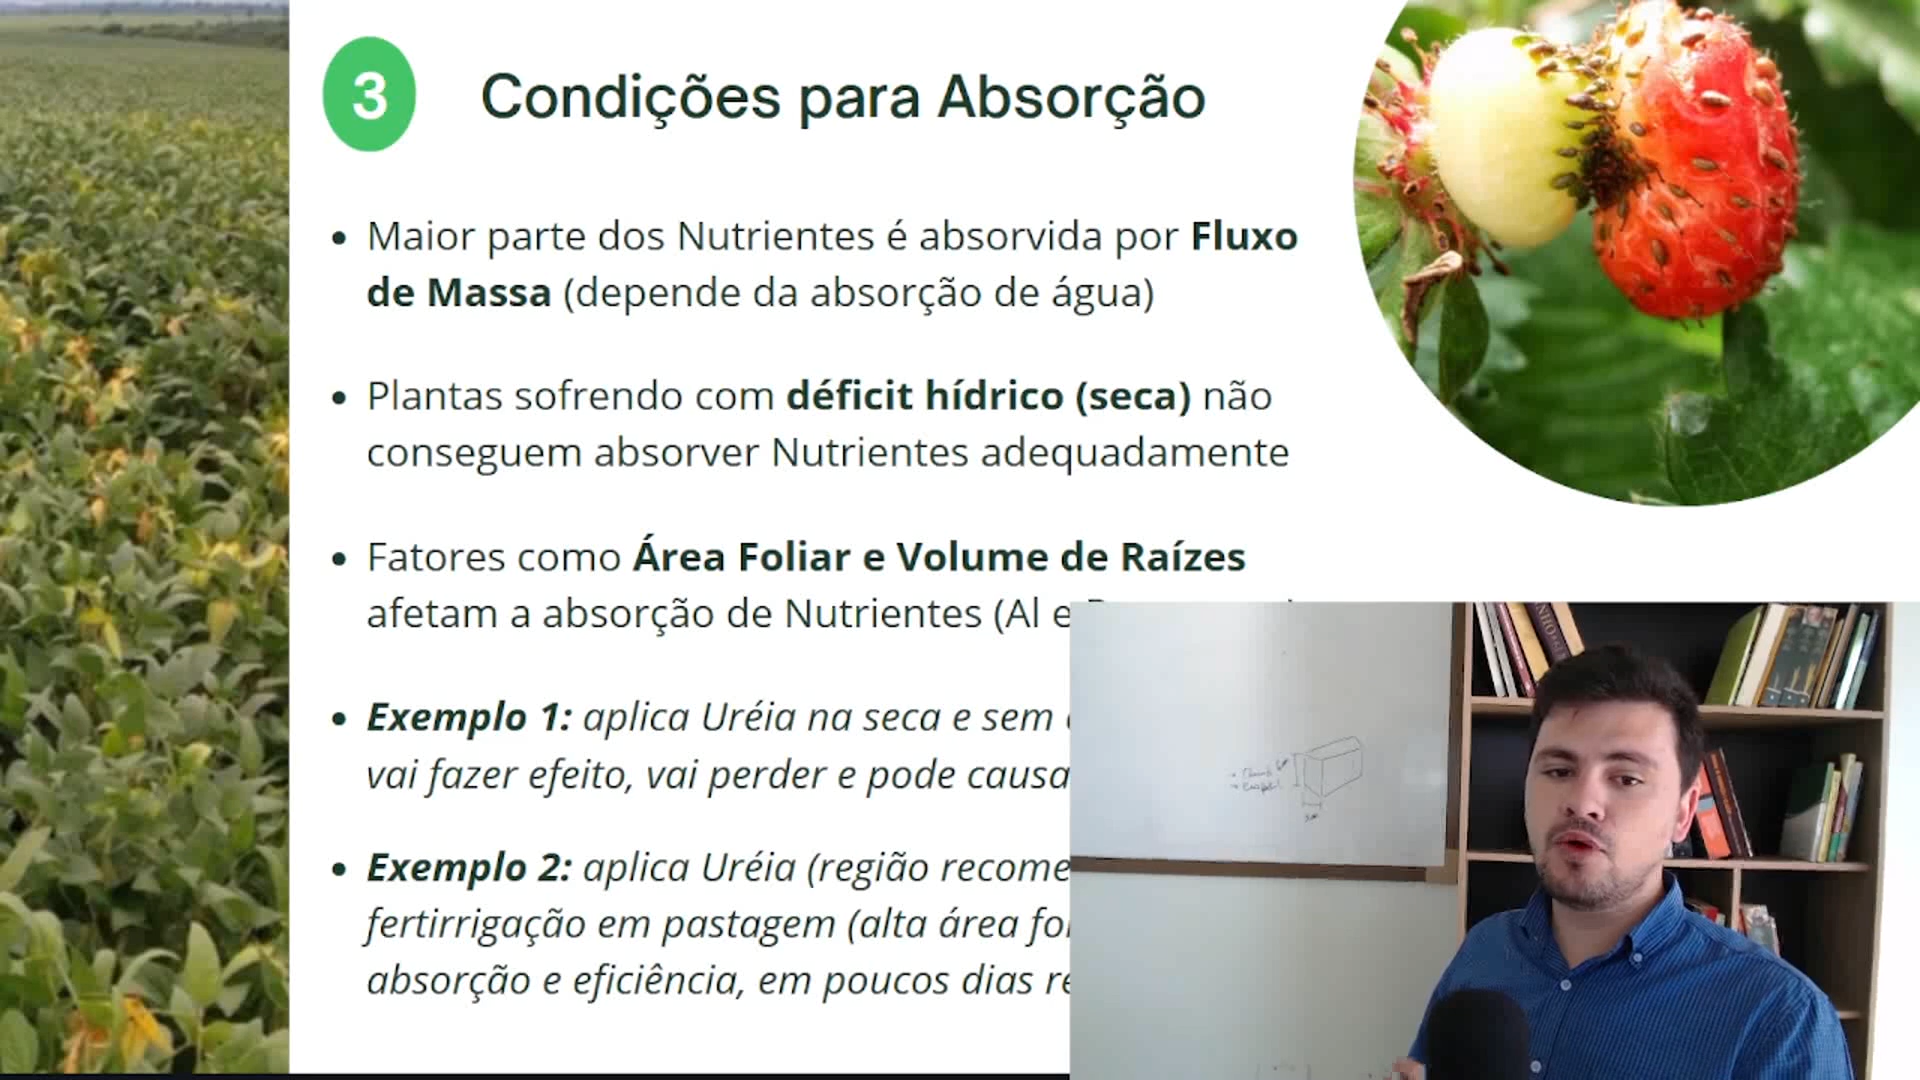 3
Condições para Absorção
• Maior parte dos Nutrientes é absorvida por Fluxo
de Massa (depende da absorção de água)
• Plantas sofrendo com déficit hídrico (seca) não
conseguem absorver Nutrientes adequadamente
• Fatores como Área Foliar e Volume de Raízes
afetam a absorção de Nutrientes (Al e
• Exemplo 1: aplica Uréia na seca e sem
vai fazer efeito, vai perder e pode causa
• Exemplo 2: aplica Uréia (região recome
fertirrigação em pastagem (alta área fo
absorção e eficiência, em poucos dias re